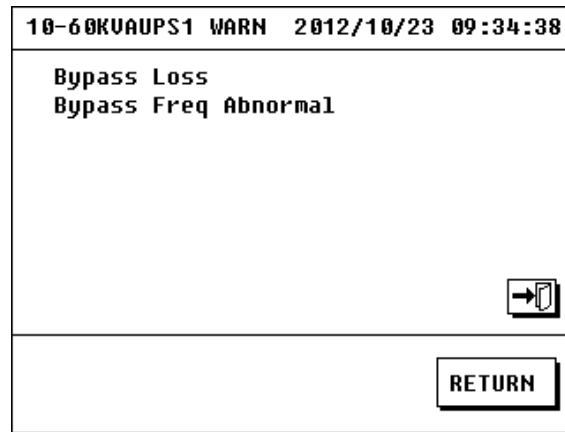 10-60KVAUPS1 WARN 2012/10/23 09:34:38
Bypass Loss
Bypass Freq Abnormal
RETURN